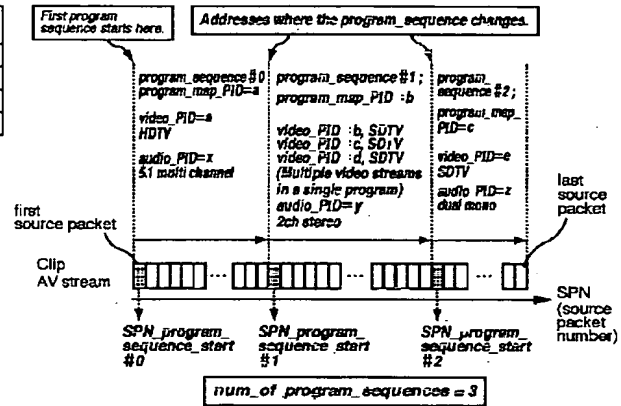 First program
sequence starts here.
Addresses where the program_sequence changes.
program_sequence #0
program_map_PID=a
video_PID=a
HDTV
audio_PID=x
5.1 multi channel
program_sequence #1 ;
program_map_PID :b
video_PID :b, SDTV
video_PID :c, SDTV
video_PID :d, SDTV
(Multiple video streams
in a single program)
audio_PID=y
2ch stereo
program_
sequence #2 ;
program_map_
PID=c
video_PID=e
SDTV
audio_PID=z
dual mono
first
source packet
last
source
packet
Clip
AV stream
... ... ...
SPN
(source
packet
number)
SPN_program_
sequence_start
#0
SPN_program_
sequence_start
#1
SPN_program_
sequence_start
#2
num_of_program_sequences = 3